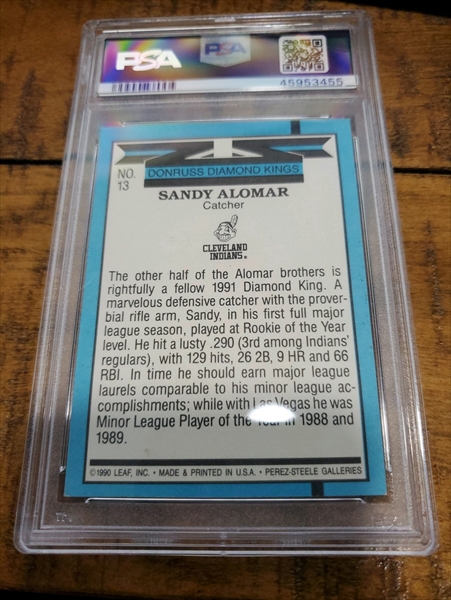 PSA PSA
45953455
NO.
13
DONRUSS DIAMOND KINGS
SANDY ALOMAR
Catcher
CLEVELAND
INDIANS®
The other half of the Alomar brothers is
rightfully a fellow 1991 Diamond King. A
marvelous defensive catcher with the prover-
bial rifle arm, Sandy, in his first full major
league season, played at Rookie of the Year
level. He hit a lusty .290 (3rd among Indians'
regulars), with 129 hits, 26 2B, 9 HR and 66
RBI. In time he should earn major league
laurels comparable to his minor league ac-
complishments; while with Las Vegas he was
Minor League Player of the Year in 1988 and
1989.
©1990 LEAF, INC. • MADE & PRINTED IN U.S.A. • PEREZ-STEELE GALLERIES